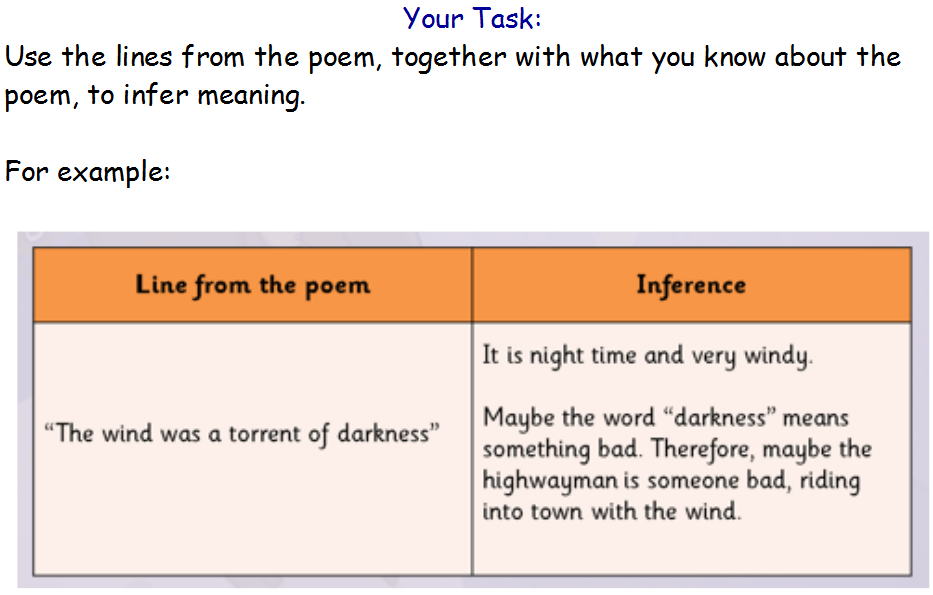 Your Task:
Use the lines from the poem, together with what you know about the
poem, to infer meaning.
For example:
Line from the poem
Inference
“The wind was a torrent of darkness”
It is night time and very windy.
Maybe the word “darkness” means
something bad. Therefore, maybe the
highwayman is someone bad, riding
into town with the wind.